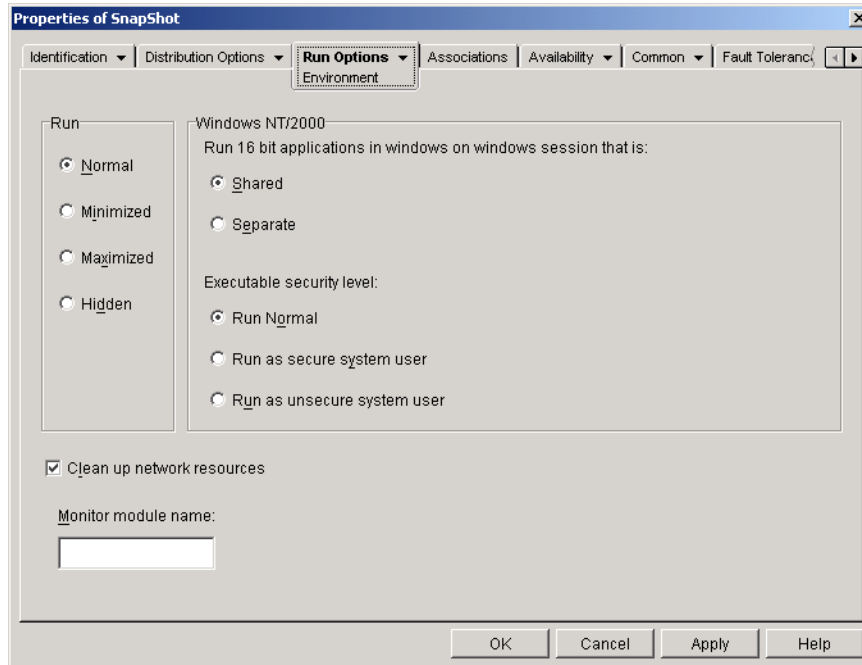 Properties of SnapShot
Identification Distribution Options Run Options Associations Availability Common Fault Toleranc
Environment
Run
Normal
Minimized
Maximized
Hidden
Windows NT/2000
Run 16 bit applications in windows on windows session that is:
Shared
Separate
Executable security level:
Run Normal
Run as secure system user
Run as unsecure system user
Clean up network resources
Monitor module name:
OK Cancel Apply Help